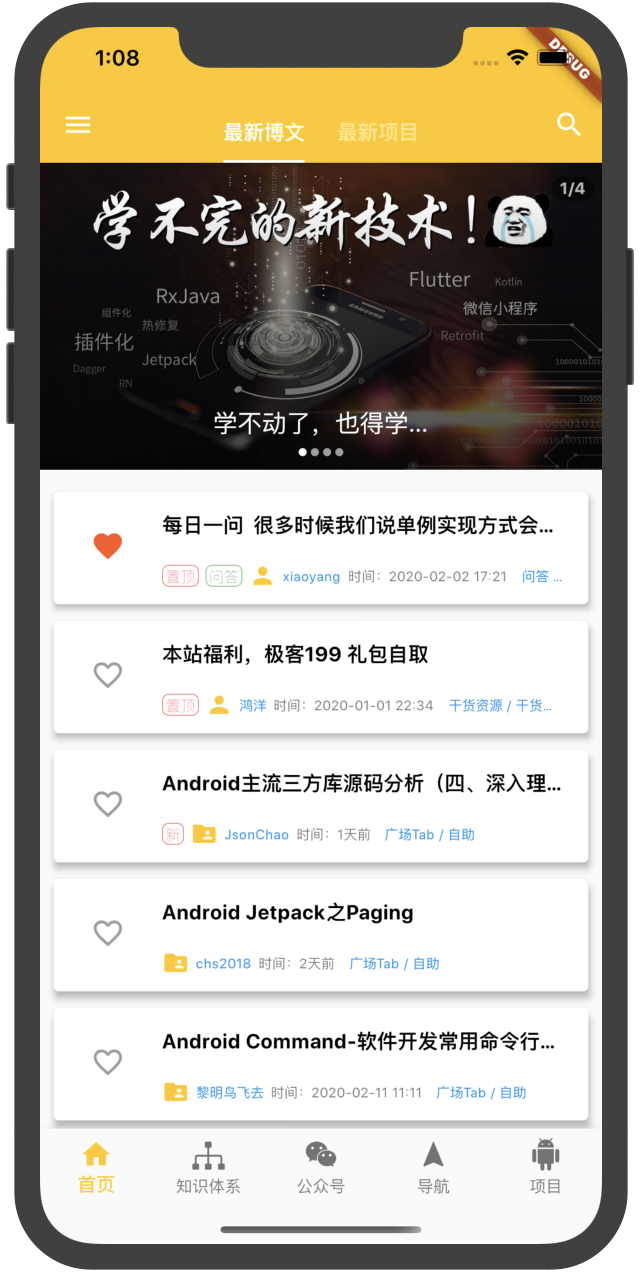 1:08
DEBUG
最新博文 最新项目
学不完的新技术！
1/4
Flutter
Kotlin
RxJava
微信小程序
组件化
热修复
Retrofit
插件化
Jetpack
Dagger
RN
学不动了，也得学...
每日一问 很多时候我们说单例实现方式会...
置顶 问答 xiaoyang 时间：2020-02-02 17:21 问答 ...
本站福利，极客199 礼包自取
置顶 鸿洋 时间：2020-01-01 22:34 干货资源 / 干货...
Android主流三方库源码分析（四、深入理...
新 JsonChao 时间：1天前 广场Tab / 自助
Android Jetpack之Paging
chs2018 时间：2天前 广场Tab / 自助
Android Command-软件开发常用命令行...
黎明鸟飞去 时间：2020-02-11 11:11 广场Tab / 自助
首页 知识体系 公众号 导航 项目